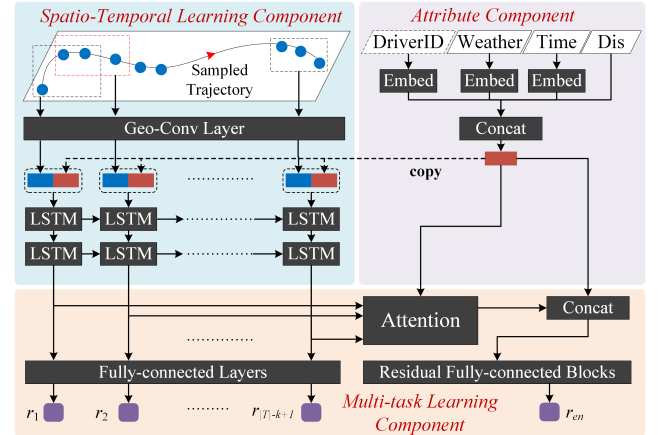 Spatio-Temporal Learning Component
Attribute Component
DriverID Weather Time Dis
Sampled
Trajectory
Embed Embed Embed
Geo-Conv Layer
Concat
copy
LSTM LSTM LSTM
LSTM LSTM LSTM
Attention
Concat
Fully-connected Layers
Residual Fully-connected Blocks
r1 r2 ......... r|T|-k+1
ren
Multi-task Learning
Component